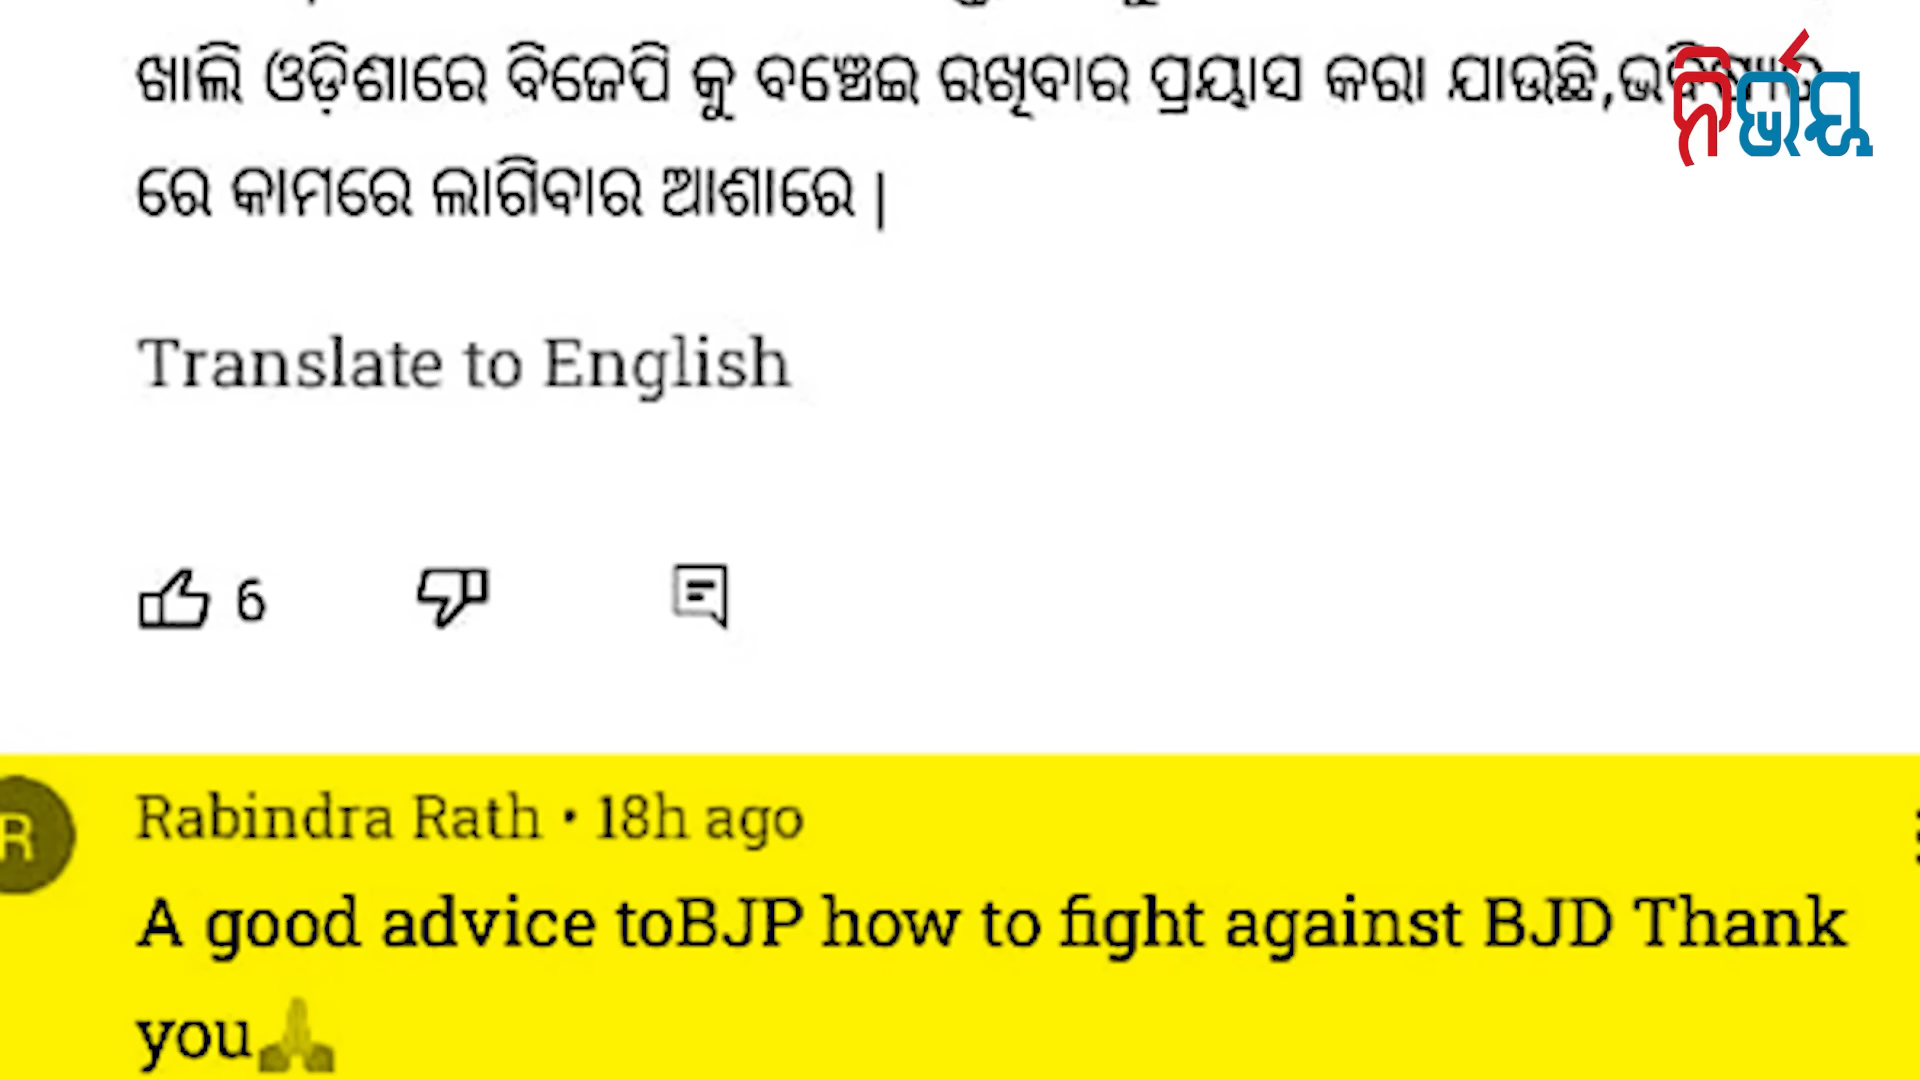 ଖାଲି ଓଡ଼ିଶାରେ ବିଜେପି କୁ ବଞ୍ଚେଇ ରଖିବାର ପ୍ରୟାସ କରା ଯାଉଛି,
ନିର୍ଭୟ
ରେ କାମରେ ଲାଗିବାର ଆଶାରେ |
Translate to English
6
R
Rabindra Rath • 18h ago
A good advice toBJP how to fight against BJD Thank
you🙏